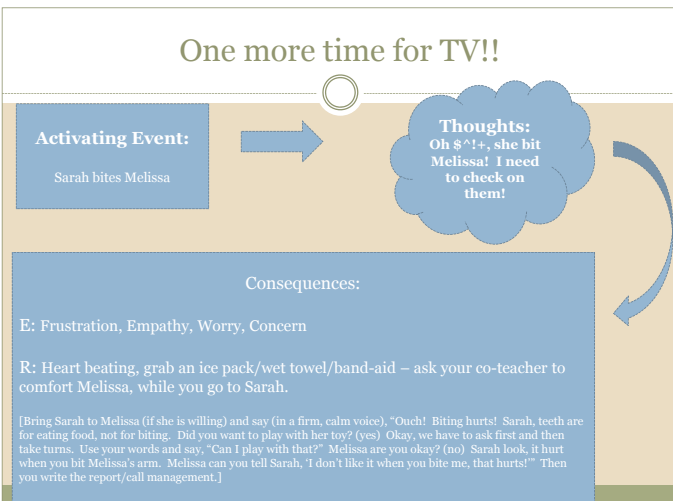 One more time for TV!!
Activating Event:
Sarah bites Melissa
Thoughts:
Oh $^!+, she bit
Melissa!  I need
to check on
them!
Consequences:
E: Frustration, Empathy, Worry, Concern
R: Heart beating, grab an ice pack/wet towel/band-aid – ask your co-teacher to
comfort Melissa, while you go to Sarah.
[Bring Sarah to Melissa (if she is willing) and say (in a firm, calm voice), “Ouch!  Biting hurts!  Sarah, teeth are
for eating food, not for biting.  Did you want to play with her toy? (yes)  Okay, we have to ask first and then
take turns.  Use your words and say, “Can I play with that?”  Melissa are you okay? (no)  Sarah look, it hurt
when you bit Melissa’s arm.  Melissa can you tell Sarah, ‘I don’t like it when you bite me, that hurts!’”  Then
you write the report/call management.]